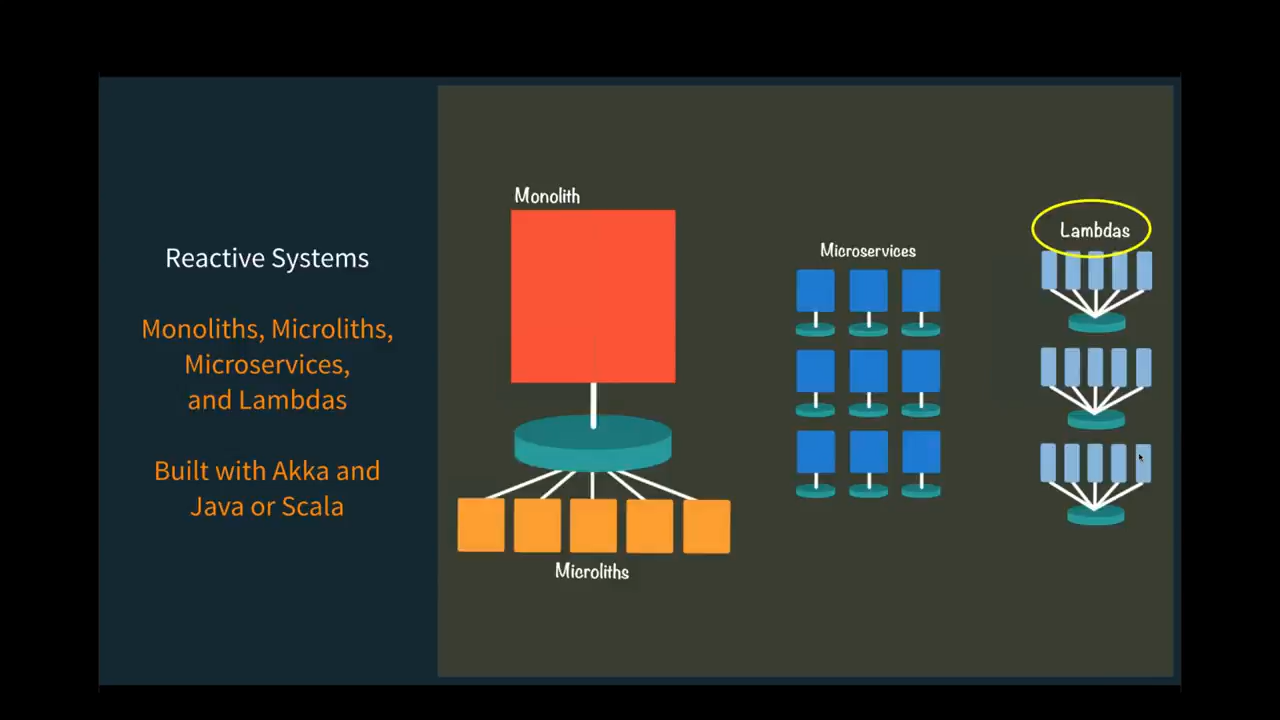 Reactive Systems
Monoliths, Microliths,
Microservices,
and Lambdas
Built with Akka and
Java or Scala
Monolith
Microliths
Microservices
Lambdas